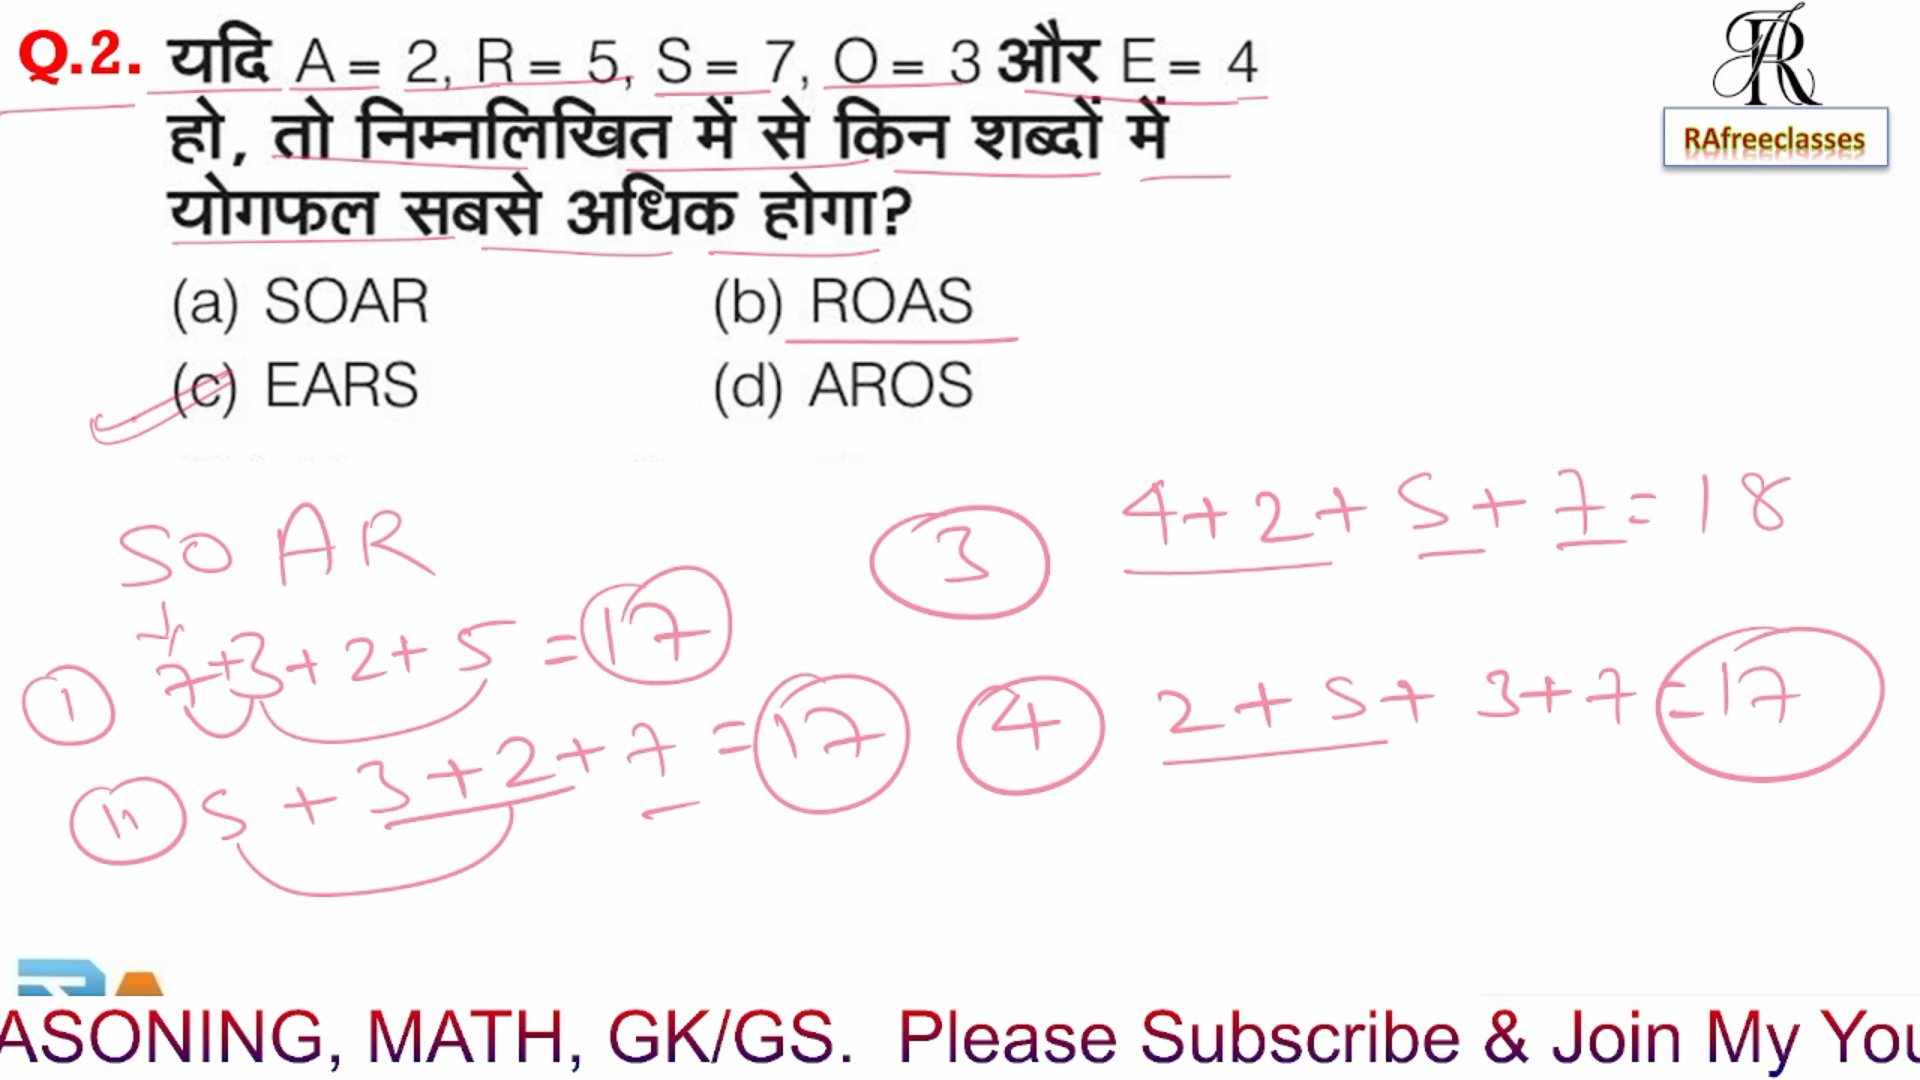 Q.2. यदि A = 2, R = 5, S = 7, O = 3 और E = 4
हो, तो निम्नलिखित में से किन शब्दों में
योगफल सबसे अधिक होगा?
(a) SOAR (b) ROAS
(c) EARS (d) AROS
RAfreeclasses
SOAR
1 7+3+2+5 = 17
11 5+3+2+7 = 17
3 4+2+5+7 = 18
4 2+5+3+7 = 17
ASONING, MATH, GK/GS. Please Subscribe & Join My You